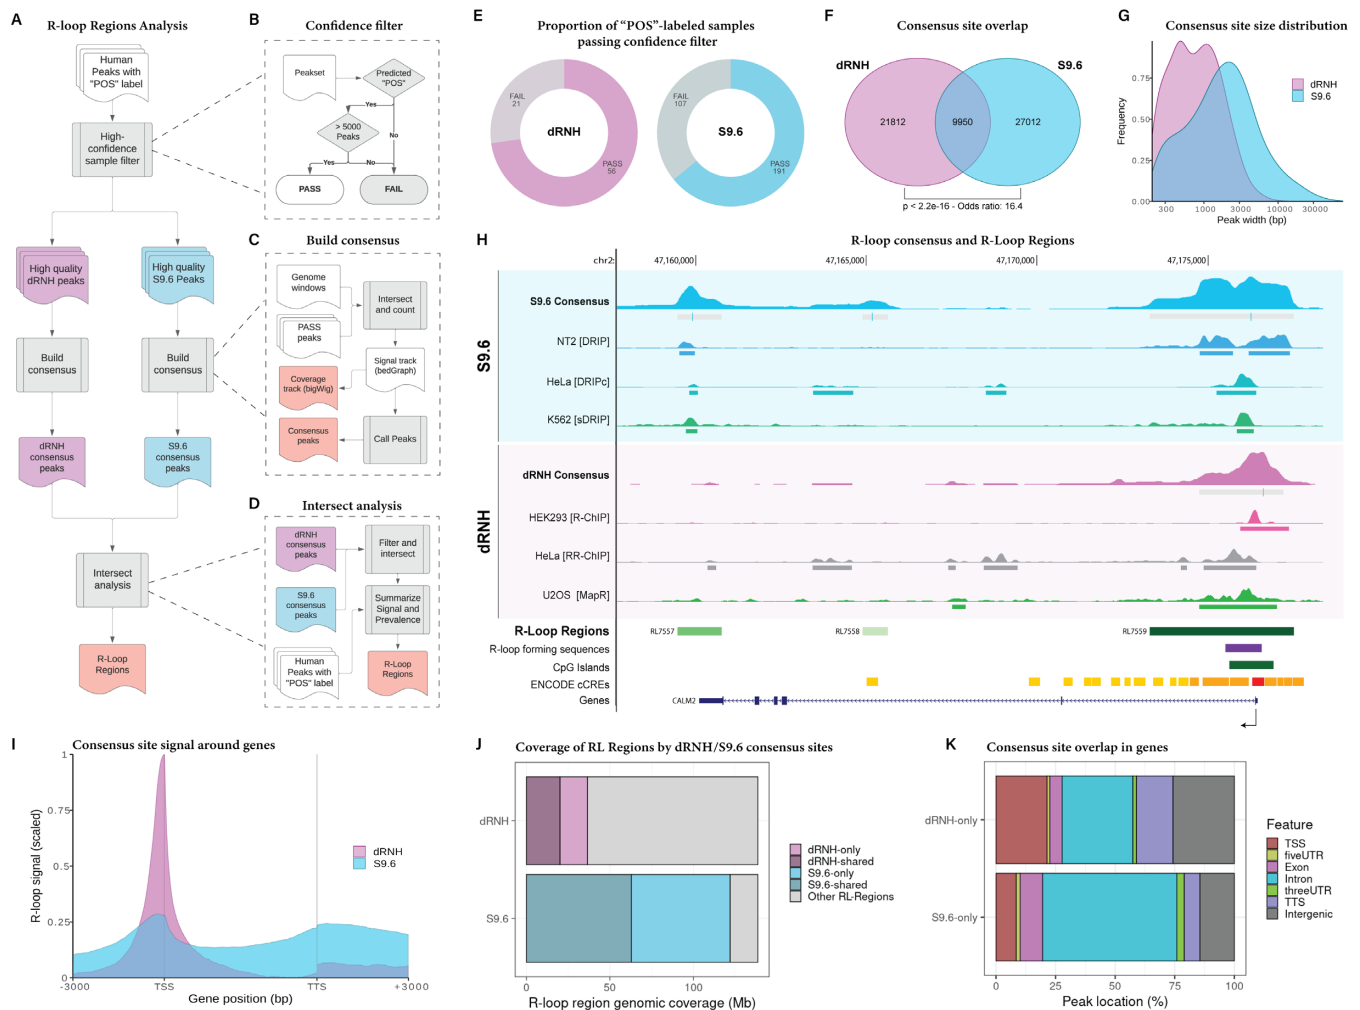 A
R-loop Regions Analysis
Human
Peaks with
"POS" label
High-
confidence
sample filter
High quality
dRNH peaks
High quality
S9.6 Peaks
Build
consensus
Build
consensus
dRNH
consensus
peaks
S9.6
consensus
peaks
Intersect
analysis
R-Loop
Regions
B
Confidence filter
Peakset
Predicted
"POS"
Yes
> 5000
Peaks
No
Yes
No
PASS
FAIL
C
Build consensus
Genome
windows
Intersect
and count
PASS
peaks
Signal track
(bedGraph)
Coverage
track (bigWig)
Consensus
peaks
Call Peaks
D
Intersect analysis
dRNH
consensus
peaks
Filter and
intersect
S9.6
consensus
peaks
Summarize
Signal and
Prevalence
Human
Peaks with
"POS" label
R-Loop
Regions
E
Proportion of “POS”-labeled samples
passing confidence filter
FAIL
21
dRNH
PASS
56
FAIL
107
S9.6
PASS
191
F
Consensus overlap
dRNH
S9.6
21812
9950
27012
p < 2.2e-16 - Odds ratio: 16.4
G
Consensus site size distribution
Frequency
0.75
0.50
0.25
0.00
300
1000
3000
10000
30000
Peak width (bp)
dRNH
S9.6
H
R-loop consensus and R-Loop Regions
chr2:
47,160,000
47,165,000
47,170,000
47,175,000
S9.6
S9.6 Consensus
NT2 [DRIP]
HeLa [DRIPc]
K562 [sDRIP]
dRNH
dRNH Consensus
HEK293 [R-ChIP]
HeLa [RR-ChIP]
U2OS [MapR]
R-Loop Regions
RL7557
RL7558
RL7559
R-loop forming sequences
CpG Islands
ENCODE cCREs
Genes
CALM2
I
Consensus site signal around genes
R-loop signal (scaled)
1
0.75
0.5
0.25
0
-3000
TSS
TTS
+3000
Gene position (bp)
dRNH
S9.6
J
Coverage of RL Regions by dRNH/S9.6 consensus sites
dRNH
S9.6
0
50
100
R-loop region genomic coverage (Mb)
dRNH-only
dRNH-shared
S9.6-only
S9.6-shared
Other RL-Regions
K
Consensus site overlap in genes
dRNH-only
S9.6-only
0
25
50
75
100
Peak location (%)
Feature
TSS
fiveUTR
Exon
Intron
threeUTR
TTS
Intergenic